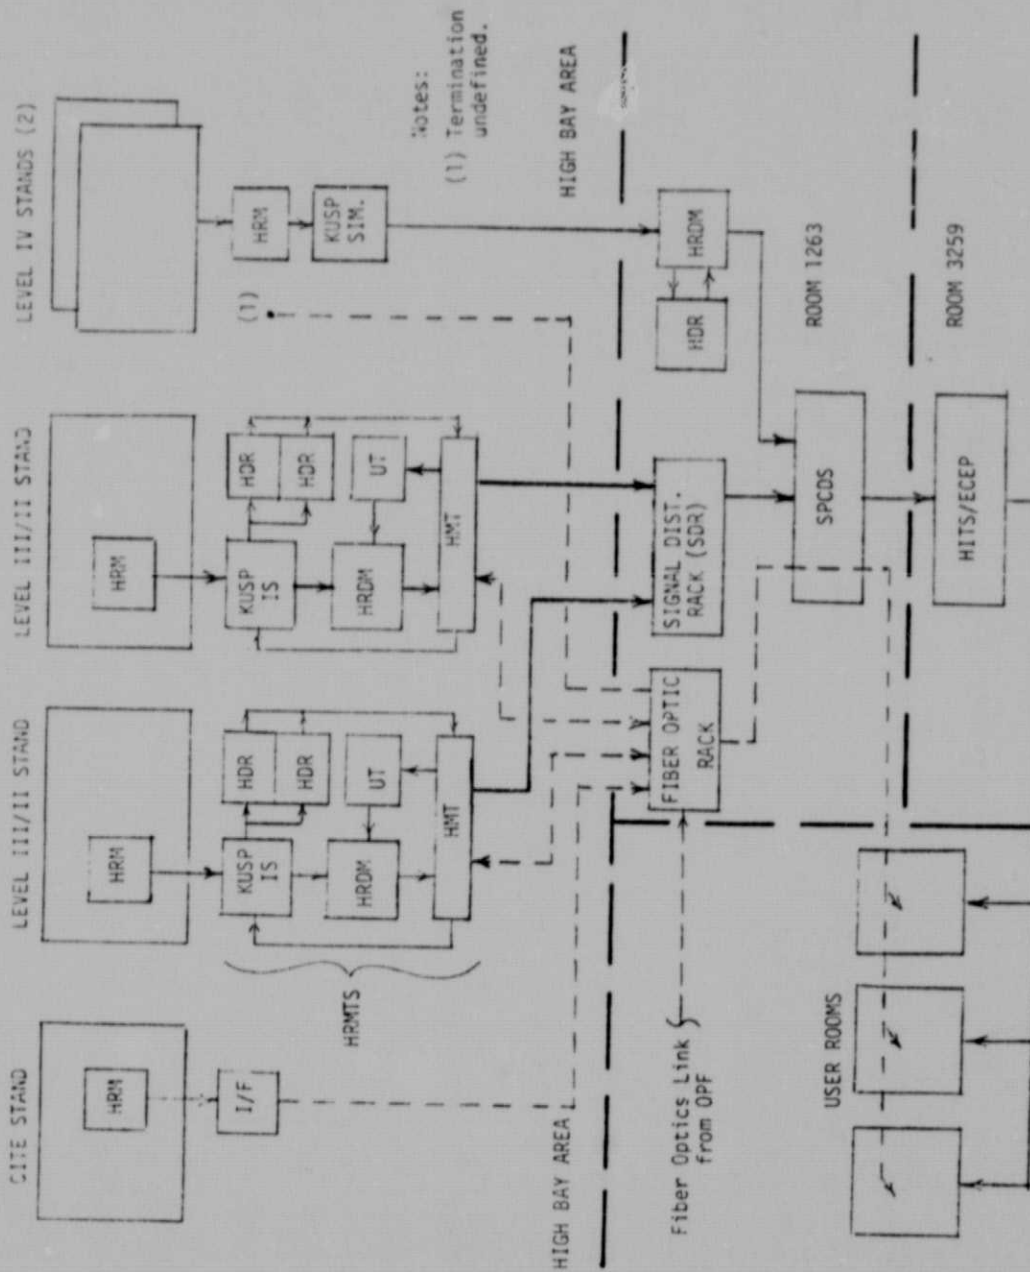 CITE STAND
LEVEL III/II STAND
LEVEL III/II STAND
LEVEL IV STANDS (2)
HRM
HRM
HRM
I/F
KUSP
IS
HDR
HDR
HRDM
UT
HMT
HRMTS
KUSP
IS
HDR
HDR
HRDM
UT
HMT
(1)
HRM
KUSP
SIM.
Notes:
(1) Termination
undefined.
HIGH BAY AREA
HIGH BAY AREA
Fiber Optics Link
from OPF
FIBER OPTIC
RACK
SIGNAL DIST.
RACK (SDR)
HDR
HRDM
SPCDS
ROOM 1263
USER ROOMS
HITS/ECEP
ROOM 3259